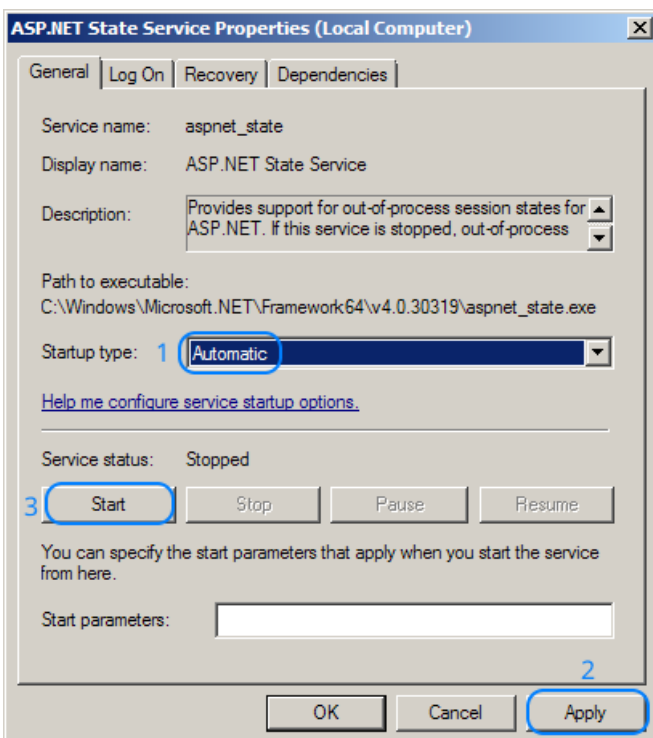 ASP.NET State Service Properties (Local Computer)
General Log On Recovery Dependencies
Service name: aspnet_state
Display name: ASP.NET State Service
Description: Provides support for out-of-process session states for
ASP.NET. If this service is stopped, out-of-process
Path to executable:
C:\Windows\Microsoft.NET\Framework64\v4.0.30319\aspnet_state.exe
Startup type: 1 Automatic
Help me configure service startup options.
Service status: Stopped
3 Start Stop Pause Resume
You can specify the start parameters that apply when you start the service
from here.
Start parameters:
2
OK Cancel Apply